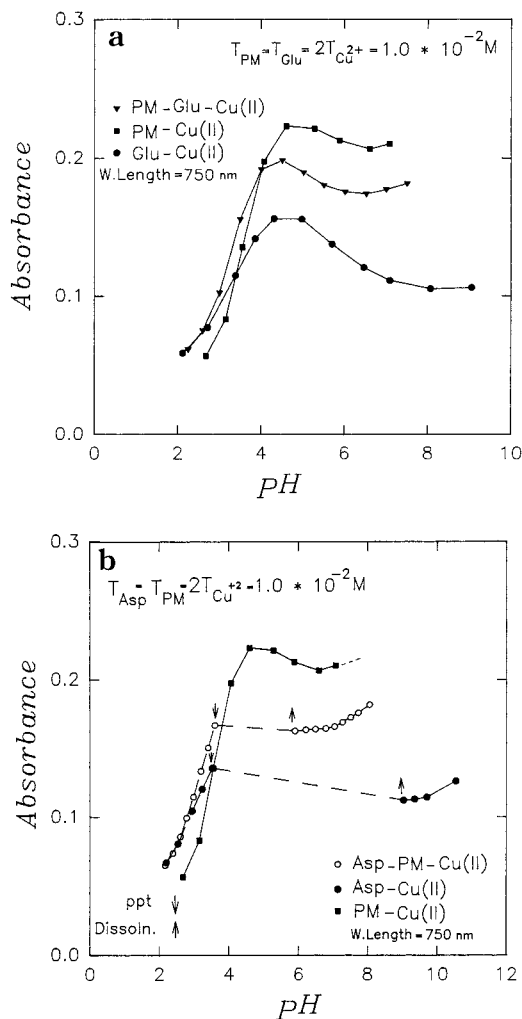 a
T_PM=T_Glu=2T_Cu²⁺=1.0 * 10⁻²M
PM-Glu-Cu(II)
PM-Cu(II)
Glu-Cu(II)
W.Length=750 nm
Absorbance
0.3
0.2
0.1
0.0
0 2 4 6 8 10
PH
b
T_Asp=T_PM=2T_Cu⁺²=1.0 * 10⁻²M
Absorbance
0.3
0.2
0.1
0.0
ppt
Dissoin.
Asp-PM-Cu(II)
Asp-Cu(II)
PM-Cu(II)
W.Length=750 nm
0 2 4 6 8 10 12
PH